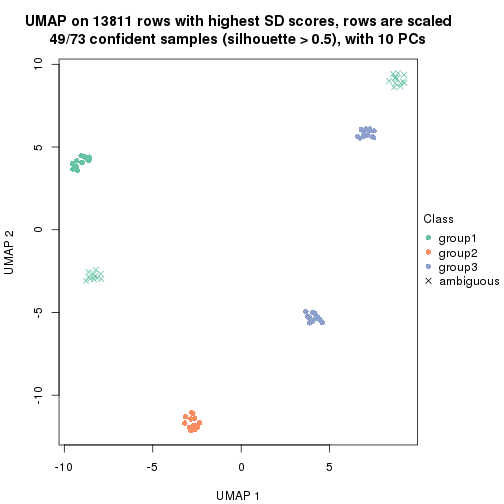 UMAP on 13811 rows with highest SD scores, rows are scaled
49/73 confident samples (silhouette > 0.5), with 10 PCs
10
5
0
-5
-10
UMAP 2
Class
group1
group2
group3
ambiguous
-10 -5 0 5
UMAP 1